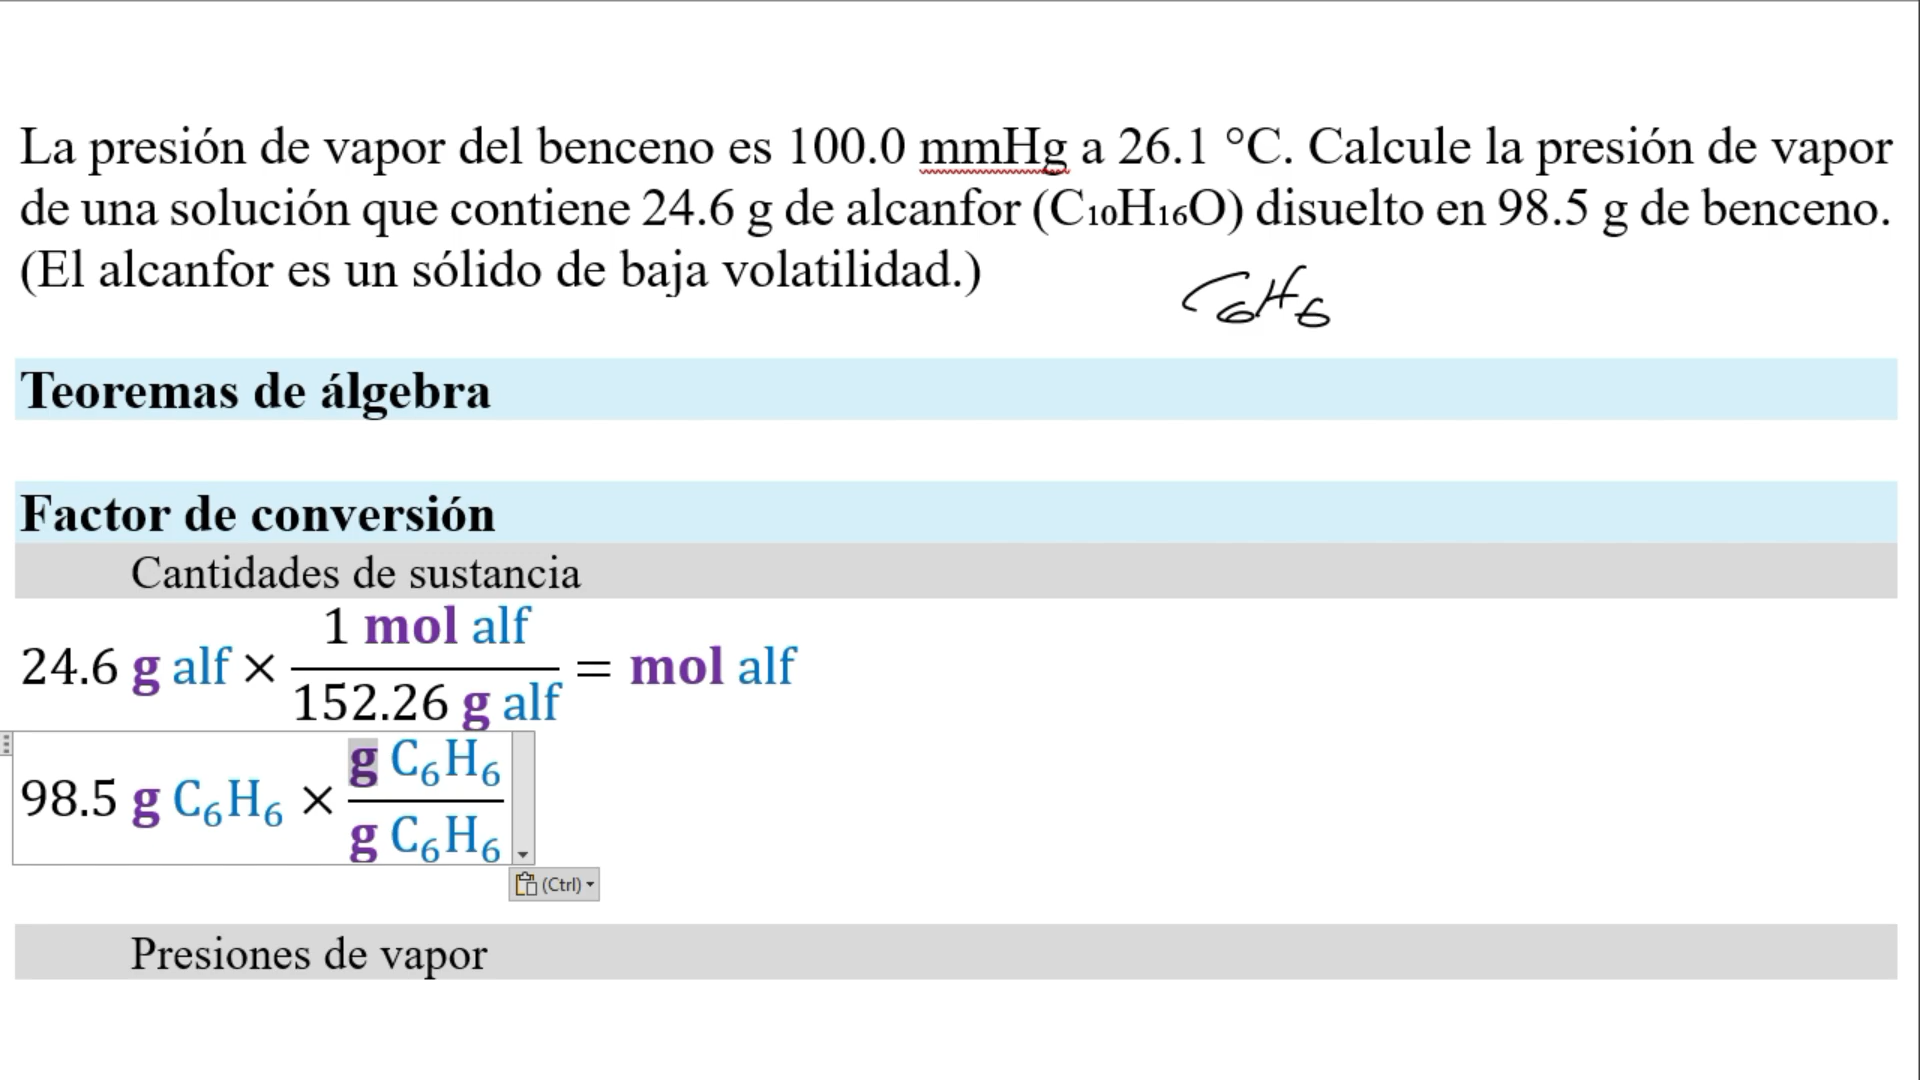 La presión de vapor del benceno es 100.0 mmHg a 26.1 °C. Calcule la presión de vapor
de una solución que contiene 24.6 g de alcanfor (C₁₀H₁₆O) disuelto en 98.5 g de benceno.
(El alcanfor es un sólido de baja volatilidad.)
C₆H₆
Teoremas de álgebra
Factor de conversión
Cantidades de sustancia
1 mol alf
24.6 g alf × = mol alf
152.26 g alf
g C₆H₆
98.5 g C₆H₆ ×
g C₆H₆
(Ctrl)
Presiones de vapor